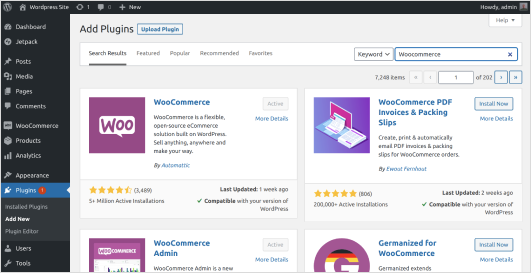 WordPress.Site 1 0 + New Howdy, admin
Help
Dashboard
Jetpack
Posts
Media
Pages
Comments
WooCommerce
Products
Analytics
Appearance
Plugins 1
Installed Plugins
Add New
Plugin Editor
Users
Tools
Add Plugins Upload Plugin
Search Results Featured Popular Recommended Favorites Keyword Woocommerce
7,248 items « ‹ 1 of 202 › »
Woo
WooCommerce
Active
WooCommerce is a flexible,
open-source eCommerce
solution built on WordPress.
Sell anything, anywhere and
make your way.
More Details
By Automattic
(3,489)
5+ Million Active Installations
Last Updated: 1 week ago
Compatible with your version of
WordPress
WooCommerce PDF
Invoices & Packing
Slips
Install Now
More Details
Create, print & automatically
email PDF invoices & packing
slips for WooCommerce orders.
By Ewout Fernhout
(806)
200,000+ Active Installations
Last Updated: 2 weeks ago
Compatible with your version of
WordPress
WOO COMMERCE
WooCommerce
Admin
Active
More Details
WooCommerce Admin is a new
Germanized for
WooCommerce
Install Now
More Details
Germanized extends